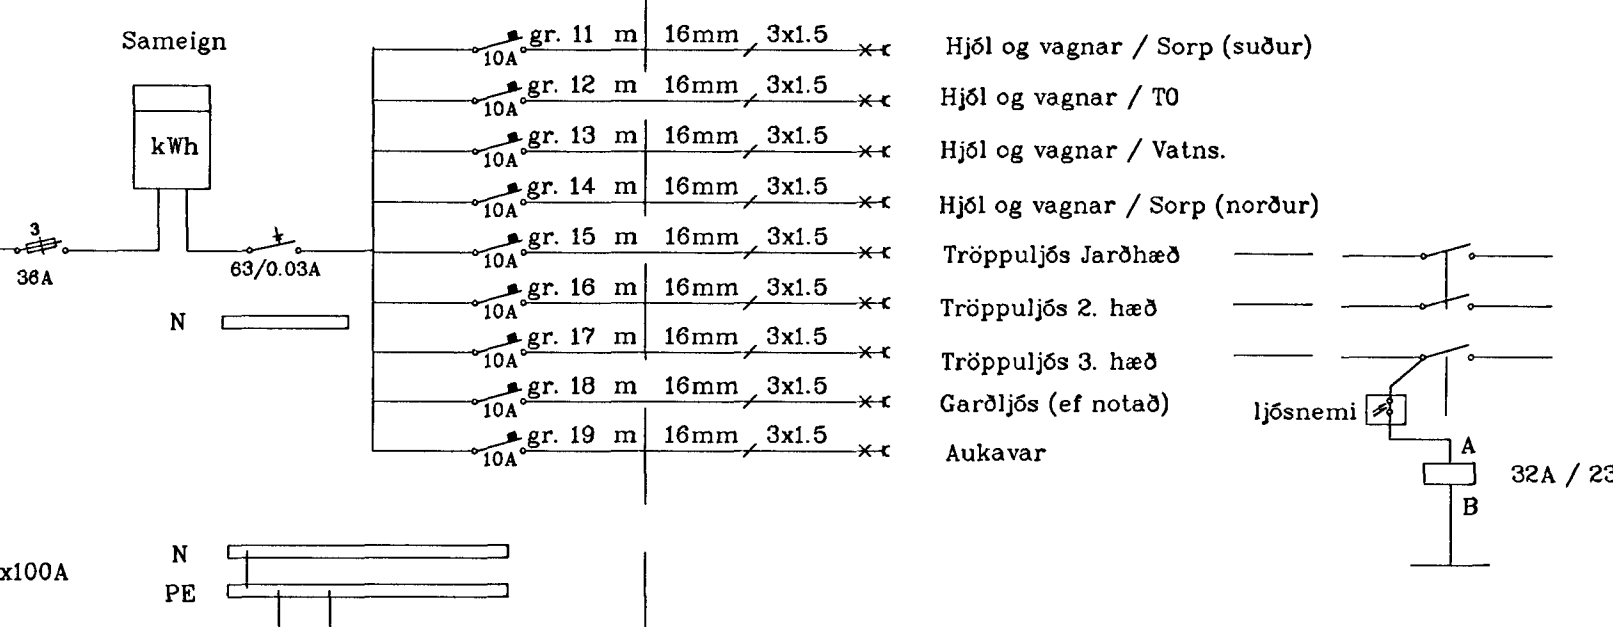 Sameign
kWh
3
36A
63/0.03A
N
gr. 11 m 16mm 3x1.5 Hjól og vagnar / Sorp (suður)
10A
gr. 12 m 16mm 3x1.5 Hjól og vagnar / TO
10A
gr. 13 m 16mm 3x1.5 Hjól og vagnar / Vatns.
10A
gr. 14 m 16mm 3x1.5 Hjól og vagnar / Sorp (norður)
10A
gr. 15 m 16mm 3x1.5 Tröppuljós Jarðhæð
10A
gr. 16 m 16mm 3x1.5 Tröppuljós 2. hæð
10A
gr. 17 m 16mm 3x1.5 Tröppuljós 3. hæð
10A
gr. 18 m 16mm 3x1.5 Garðljós (ef notað)
10A
gr. 19 m 16mm 3x1.5 Aukavar
10A
ljósnemi
A
32A / 23
B
N
x100A
PE